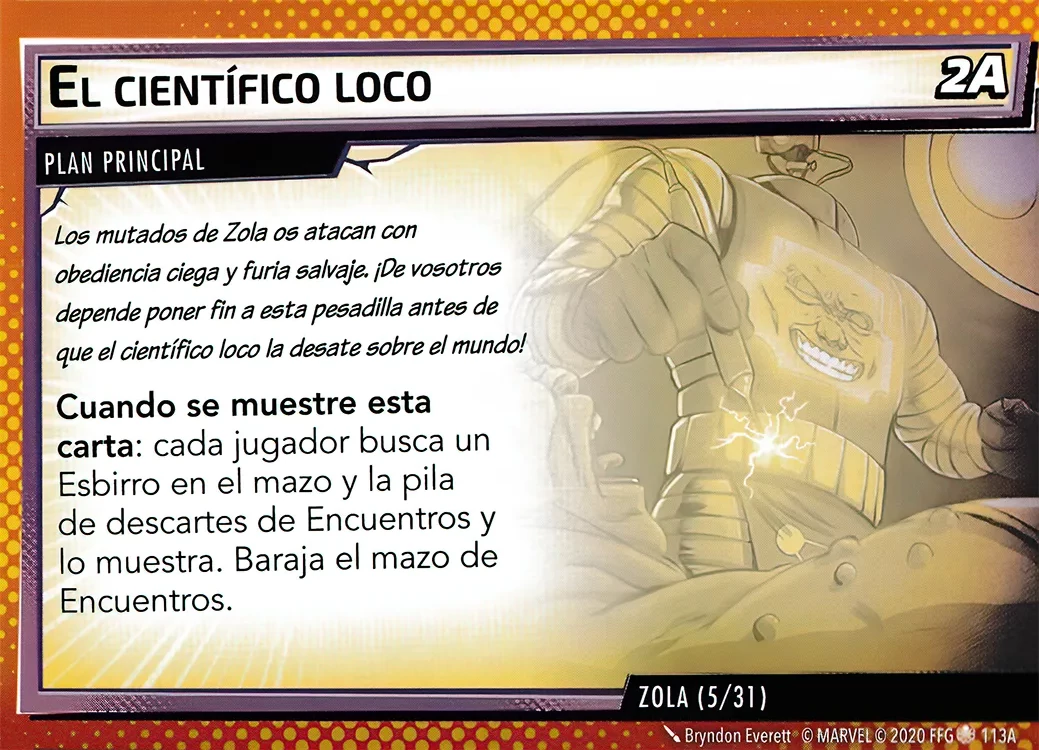 El científico loco
2A
PLAN PRINCIPAL
Los mutados de Zola os atacan con
obediencia ciega y furia salvaje. ¡De vosotros
depende poner fin a esta pesadilla antes de
que el científico loco la desate sobre el mundo!
Cuando se muestre esta
carta: cada jugador busca un
Esbirro en el mazo y la pila
de descartes de Encuentros y
lo muestra. Baraja el mazo de
Encuentros.
ZOLA (5/31)
Bryndon Everett © MARVEL © 2020 FFG 113A